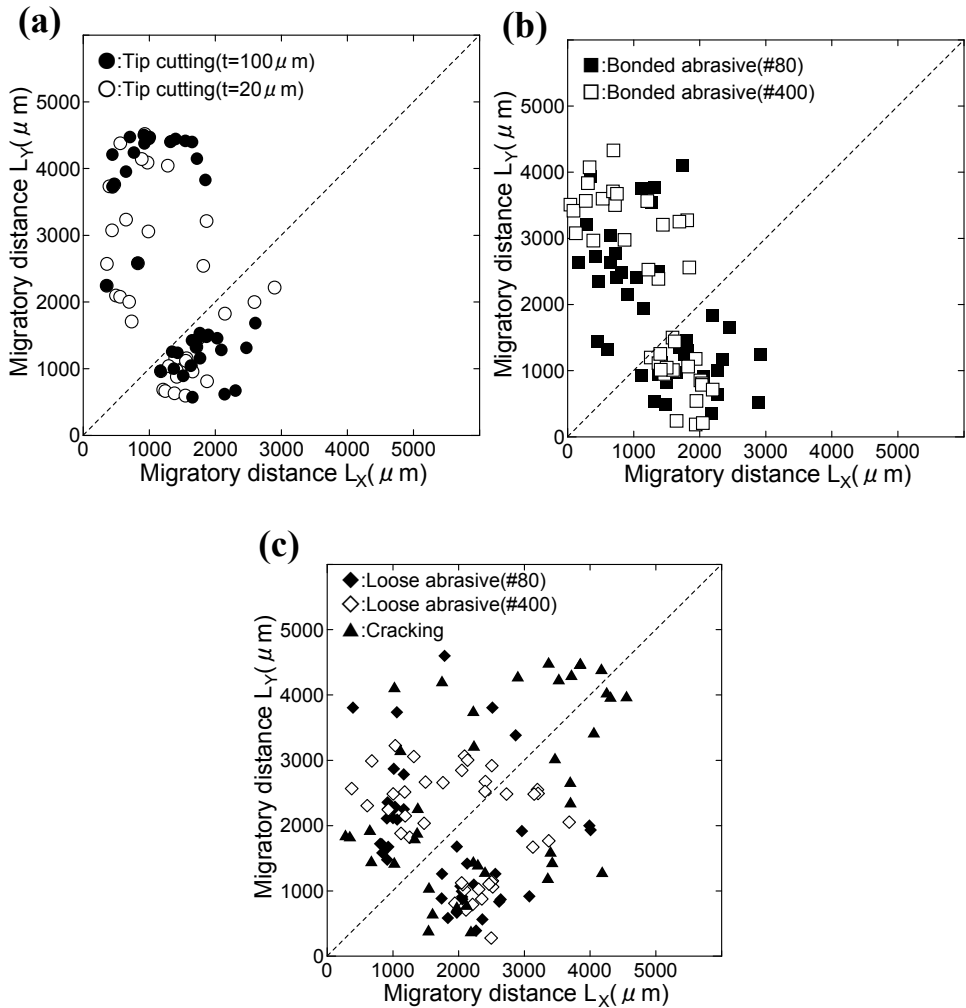 (a)
●:Tip cutting(t=100μm)
○:Tip cutting(t=20μm)
Migratory distance L_Y(μm)
5000
4000
3000
2000
1000
0
0 1000 2000 3000 4000 5000
Migratory distance L_X(μm)
(b)
■:Bonded abrasive(#80)
□:Bonded abrasive(#400)
Migratory distance L_Y(μm)
5000
4000
3000
2000
1000
0
0 1000 2000 3000 4000 5000
Migratory distance L_X(μm)
(c)
◆:Loose abrasive(#80)
◇:Loose abrasive(#400)
▲:Cracking
Migratory distance L_Y(μm)
5000
4000
3000
2000
1000
0
0 1000 2000 3000 4000 5000
Migratory distance L_X(μm)